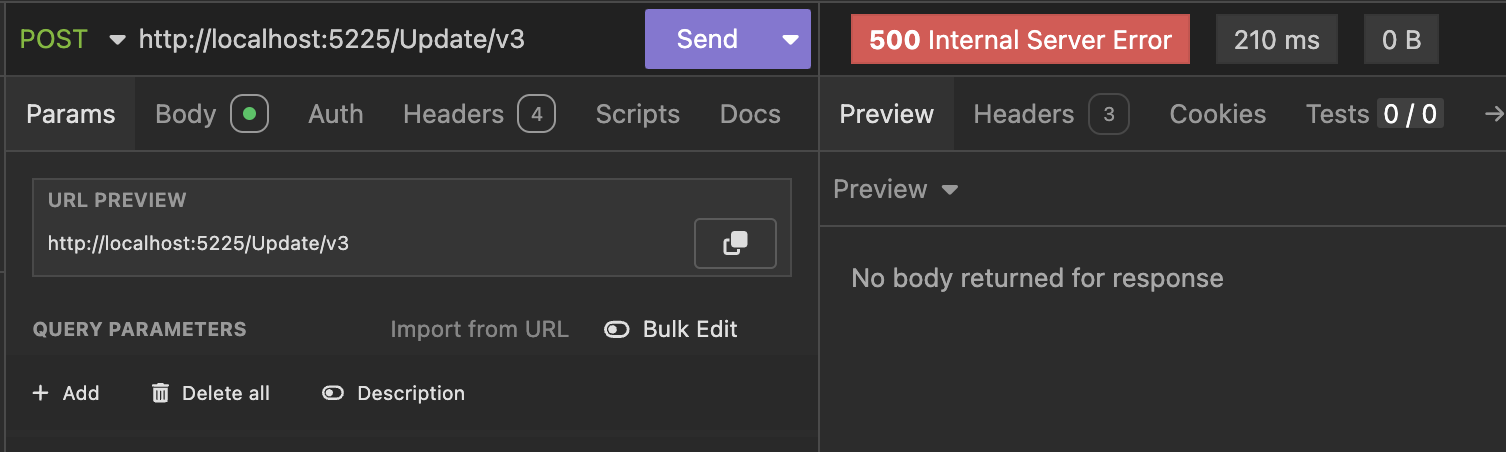 POST http://localhost:5225/Update/v3 Send 500 Internal Server Error 210 ms 0 B
Params Body Auth Headers 4 Scripts Docs Preview Headers 3 Cookies Tests 0 / 0
URL PREVIEW
http://localhost:5225/Update/v3
QUERY PARAMETERS Import from URL Bulk Edit
+ Add Delete all Description
Preview
No body returned for response